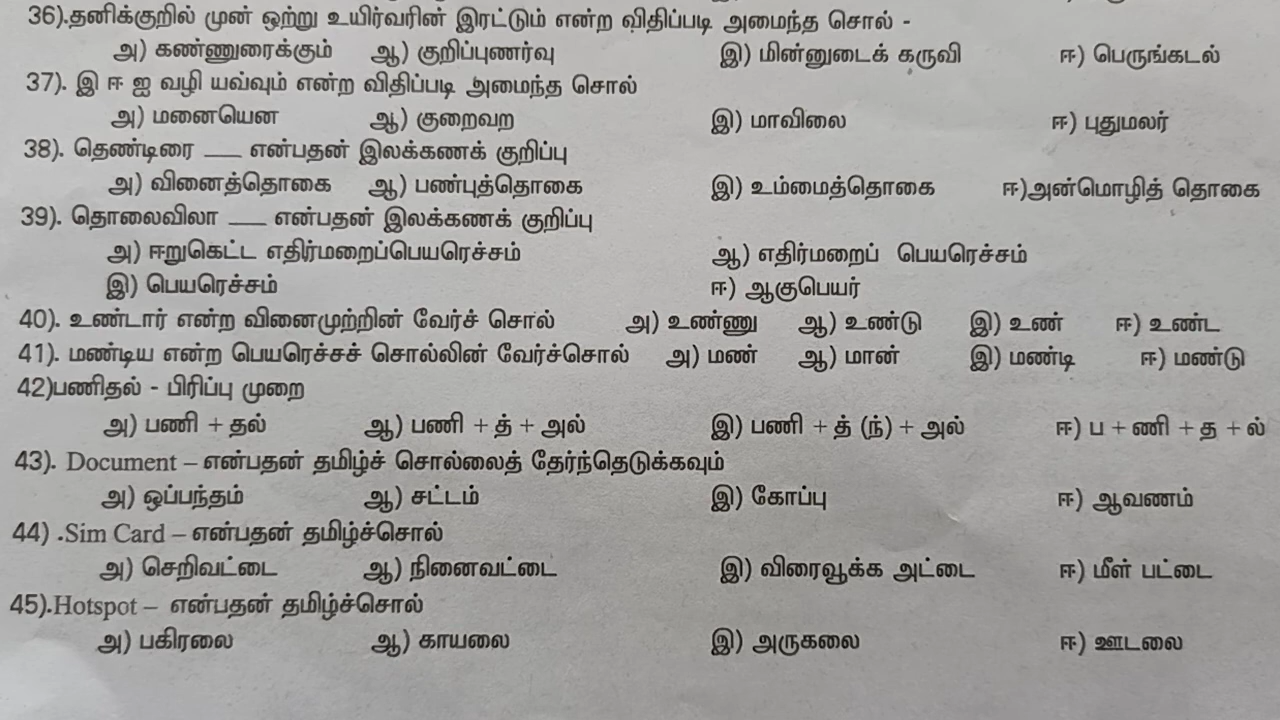 36).தனிக்குறில் முன் ஒற்று உயிர்வரின் இரட்டும் என்ற விதிப்படி அமைந்த சொல் -
அ) கண்ணுரைக்கும் ஆ) குறிப்புணர்வு இ) மின்னுடைக் கருவி ஈ) பெருங்கடல்
37). இ ஈ ஐ வழி யவ்வும் என்ற விதிப்படி அமைந்த சொல்
அ) மனையென ஆ) குறைவற இ) மாவிலை ஈ) புதுமலர்
38). தெண்டிரை ___ என்பதன் இலக்கணக் குறிப்பு
அ) வினைத்தொகை ஆ) பண்புத்தொகை இ) உம்மைத்தொகை ஈ)அன்மொழித் தொகை
39). தொலைவிலா ___ என்பதன் இலக்கணக் குறிப்பு
அ) ஈறுகெட்ட எதிர்மறைப்பெயரெச்சம் ஆ) எதிர்மறைப் பெயரெச்சம்
இ) பெயரெச்சம் ஈ) ஆகுபெயர்
40). உண்டார் என்ற வினைமுற்றின் வேர்ச் சொல் அ) உண்ணு ஆ) உண்டு இ) உண் ஈ) உண்ட
41). மண்டிய என்ற பெயரெச்சச் சொல்லின் வேர்ச்சொல் அ) மண் ஆ) மான் இ) மண்டி ஈ) மண்டு
42)பணிதல் - பிரிப்பு முறை
அ) பணி + தல் ஆ) பணி + த் + அல் இ) பணி + த் (ந்) + அல் ஈ) ப + ணி + த + ல்
43). Document – என்பதன் தமிழ்ச் சொல்லைத் தேர்ந்தெடுக்கவும்
அ) ஒப்பந்தம் ஆ) சட்டம் இ) கோப்பு ஈ) ஆவணம்
44) .Sim Card – என்பதன் தமிழ்ச்சொல்
அ) செறிவட்டை ஆ) நினைவட்டை இ) விரைவூக்க அட்டை ஈ) மீள் பட்டை
45).Hotspot – என்பதன் தமிழ்ச்சொல்
அ) பகிரலை ஆ) காயலை இ) அருகலை ஈ) ஊடலை